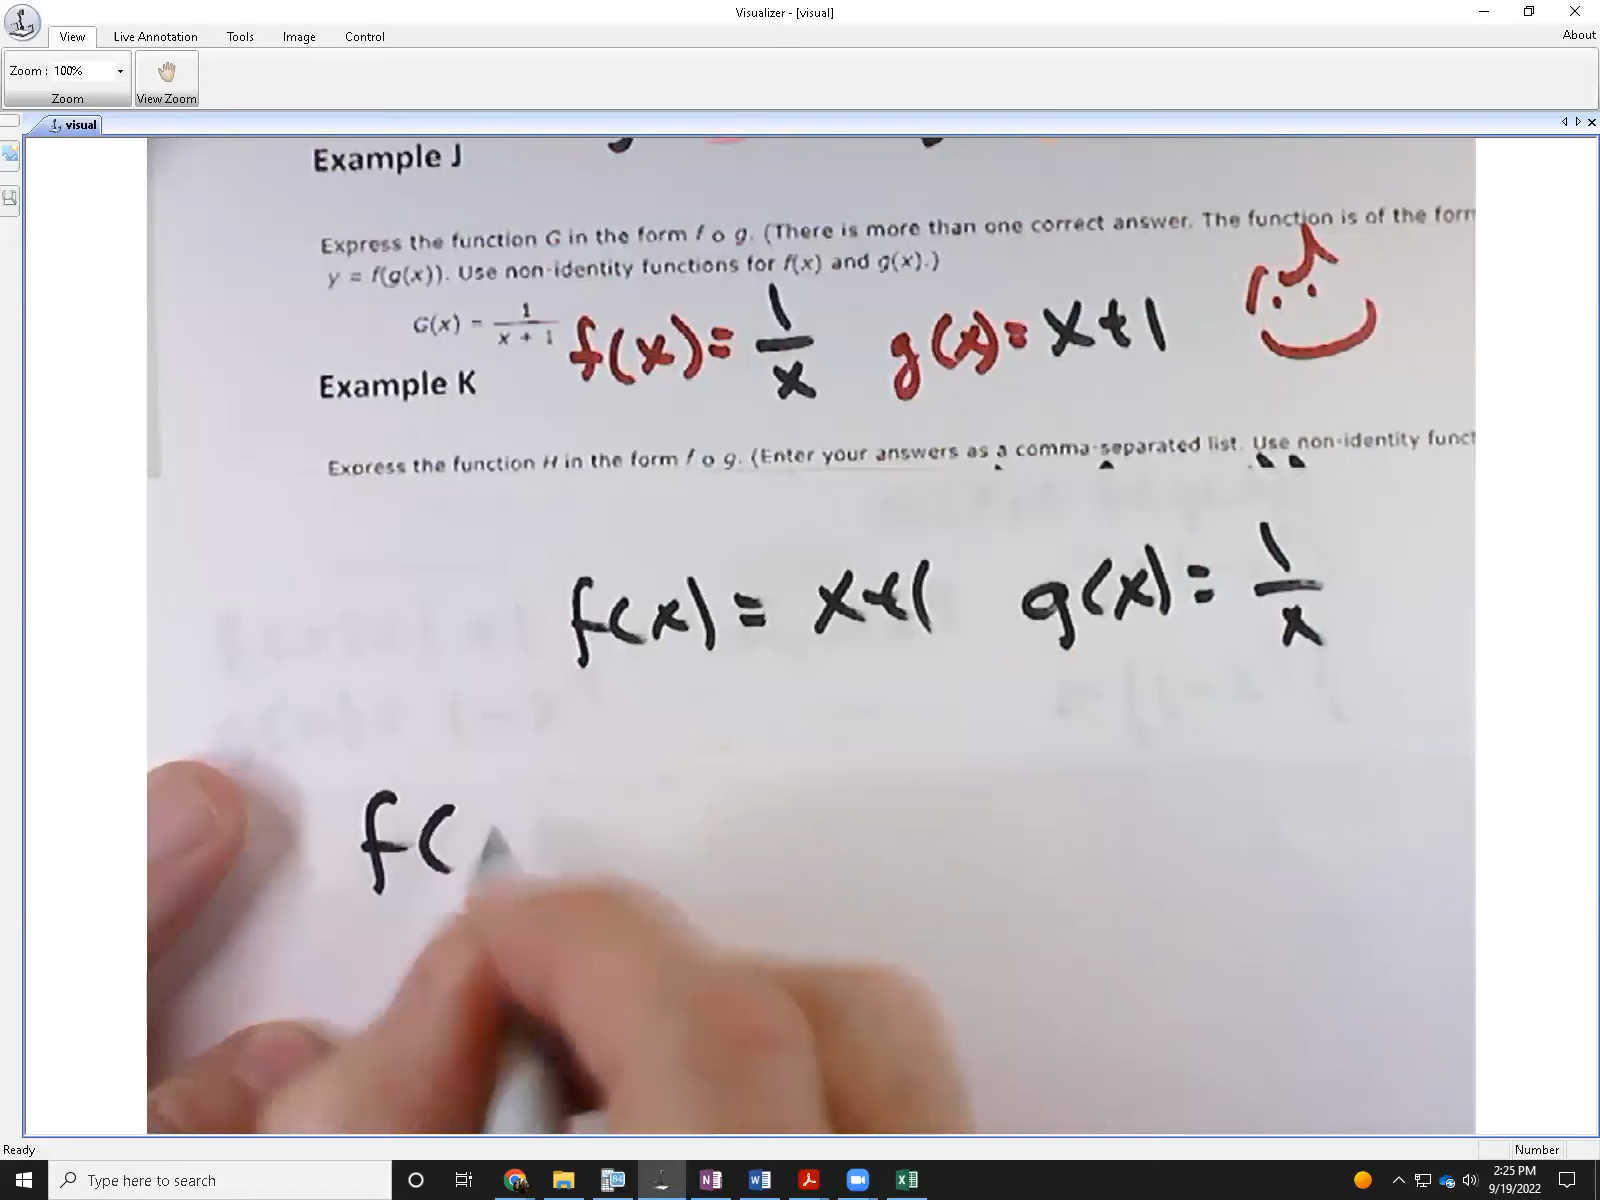 Visualizer - [visual]
View Live Annotation Tools Image Control About
Zoom : 100%
Zoom View Zoom
visual
Example J
Express the function G in the form f o g. (There is more than one correct answer. The function is of the form
y = f(g(x)). Use non-identity functions for f(x) and g(x).)
G(x) = 1/(x + 1) f(x) = 1/x g(x) = x+1
Example K
Express the function H in the form f o g. (Enter your answers as a comma-separated list. Use non-identity funct
f(x) = x+1 g(x) = 1/x
f(
Ready Number
Type here to search
2:25 PM
9/19/2022